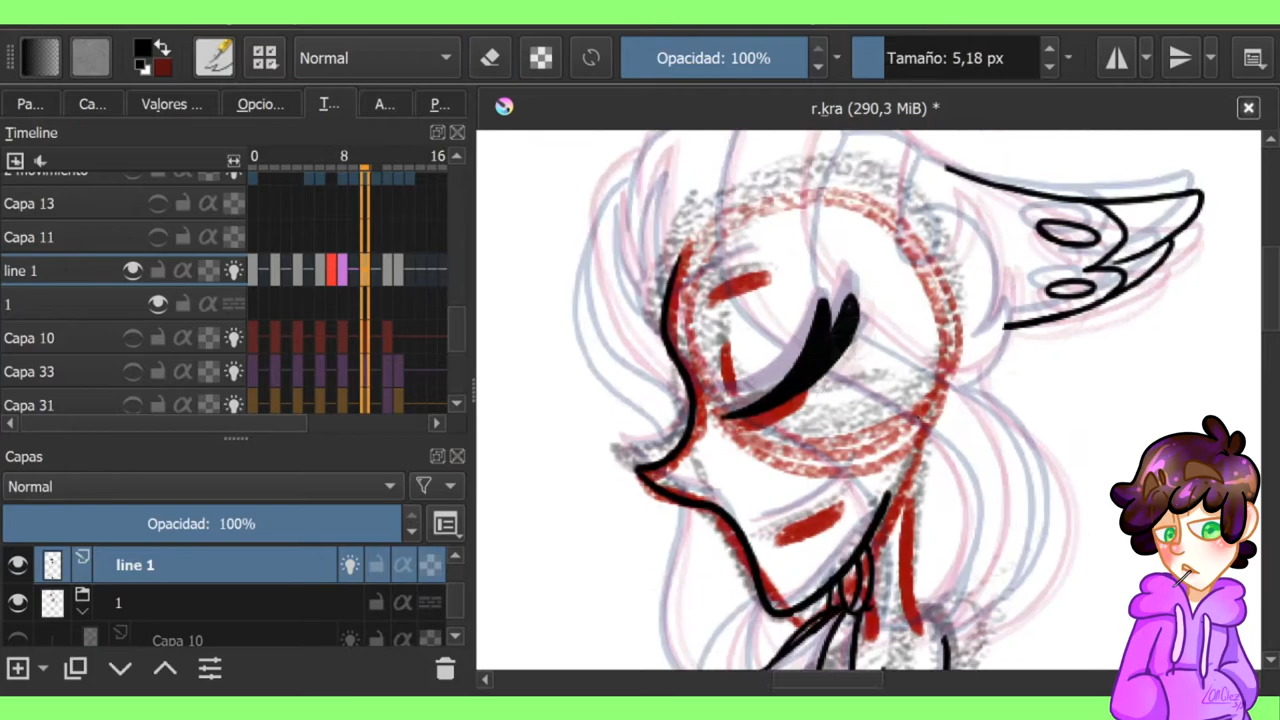 Normal
Opacidad: 100%
Tamaño: 5,18 px
Pa... Ca... Valores ... Opcio... T... A... P...
r.kra (290,3 MiB) *
Timeline
0 8 16
2 movimiento
Capa 13
Capa 11
line 1
1
Capa 10
Capa 33
Capa 31
Capas
Normal
Opacidad: 100%
line 1
1
Capa 10